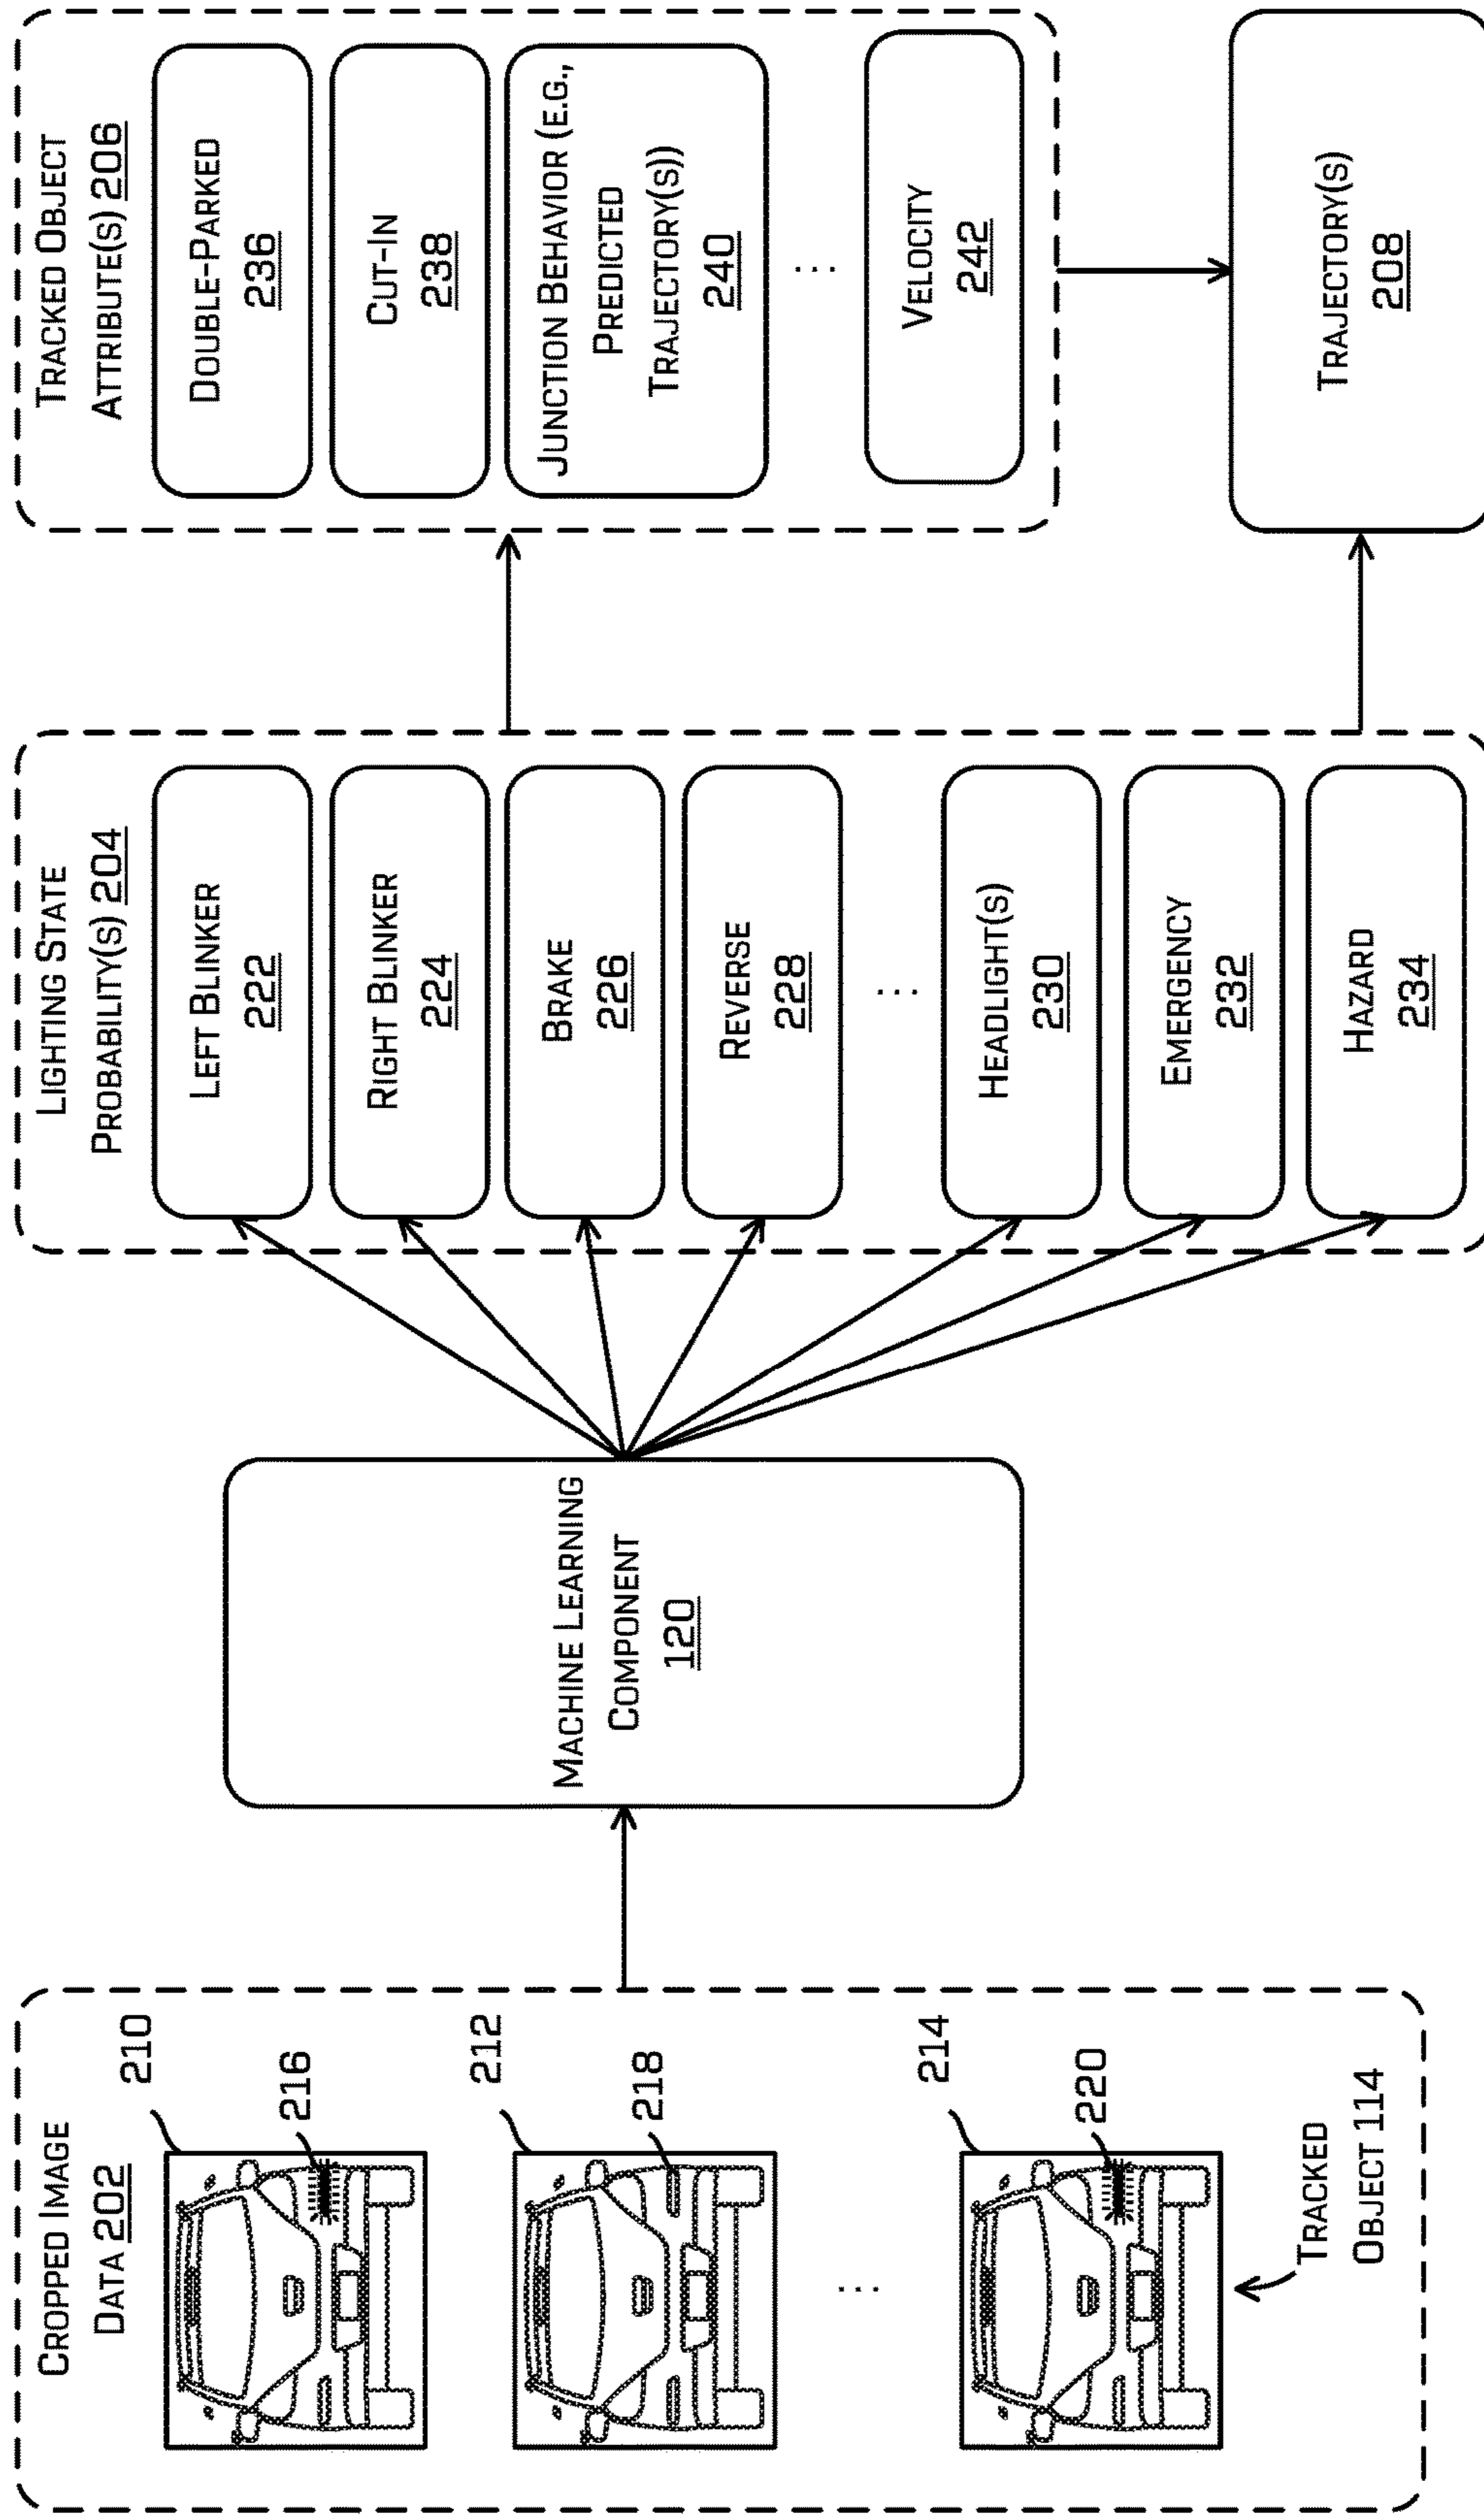 CROPPED IMAGE
DATA 202
210
216
212
218
...
214
220
TRACKED
OBJECT 114
MACHINE LEARNING
COMPONENT
120
LIGHTING STATE
PROBABILITY(S) 204
LEFT BLINKER
222
RIGHT BLINKER
224
BRAKE
226
REVERSE
228
...
HEADLIGHT(S)
230
EMERGENCY
232
HAZARD
234
TRACKED OBJECT
ATTRIBUTE(S) 206
DOUBLE-PARKED
236
CUT-IN
238
JUNCTION BEHAVIOR (E.G.,
PREDICTED
TRAJECTORY(S))
240
...
VELOCITY
242
TRAJECTORY(S)
208